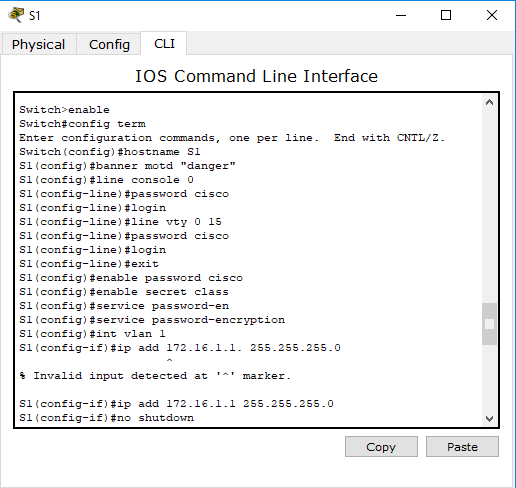 S1
Physical Config CLI
IOS Command Line Interface
Switch>enable
Switch#config term
Enter configuration commands, one per line.  End with CNTL/Z.
Switch(config)#hostname S1
S1(config)#banner motd "danger"
S1(config)#line console 0
S1(config-line)#password cisco
S1(config-line)#login
S1(config-line)#line vty 0 15
S1(config-line)#password cisco
S1(config-line)#login
S1(config-line)#exit
S1(config)#enable password cisco
S1(config)#enable secret class
S1(config)#service password-en
S1(config)#service password-encryption
S1(config)#int vlan 1
S1(config-if)#ip add 172.16.1.1. 255.255.255.0
^
% Invalid input detected at '^' marker.
S1(config-if)#ip add 172.16.1.1 255.255.255.0
S1(config-if)#no shutdown
Copy Paste